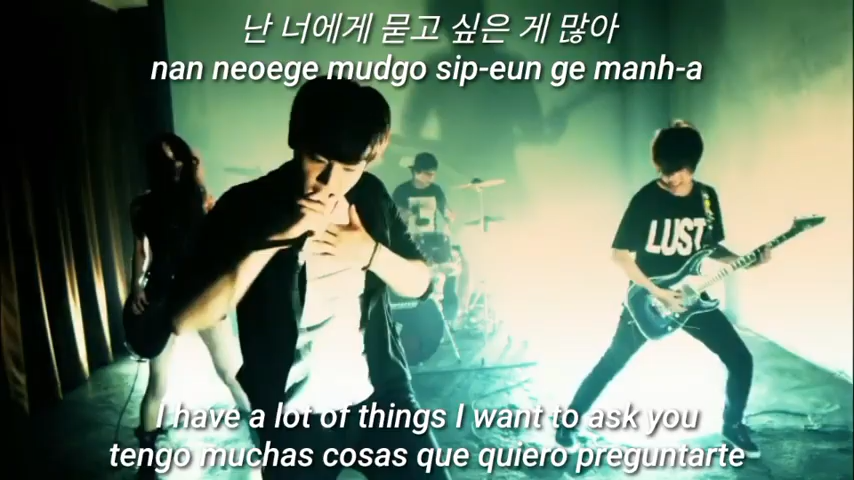 난 너에게 묻고 싶은 게 많아
nan neoege mudgo sip-eun ge manh-a
LUST
I have a lot of things I want to ask you
tengo muchas cosas que quiero preguntarte